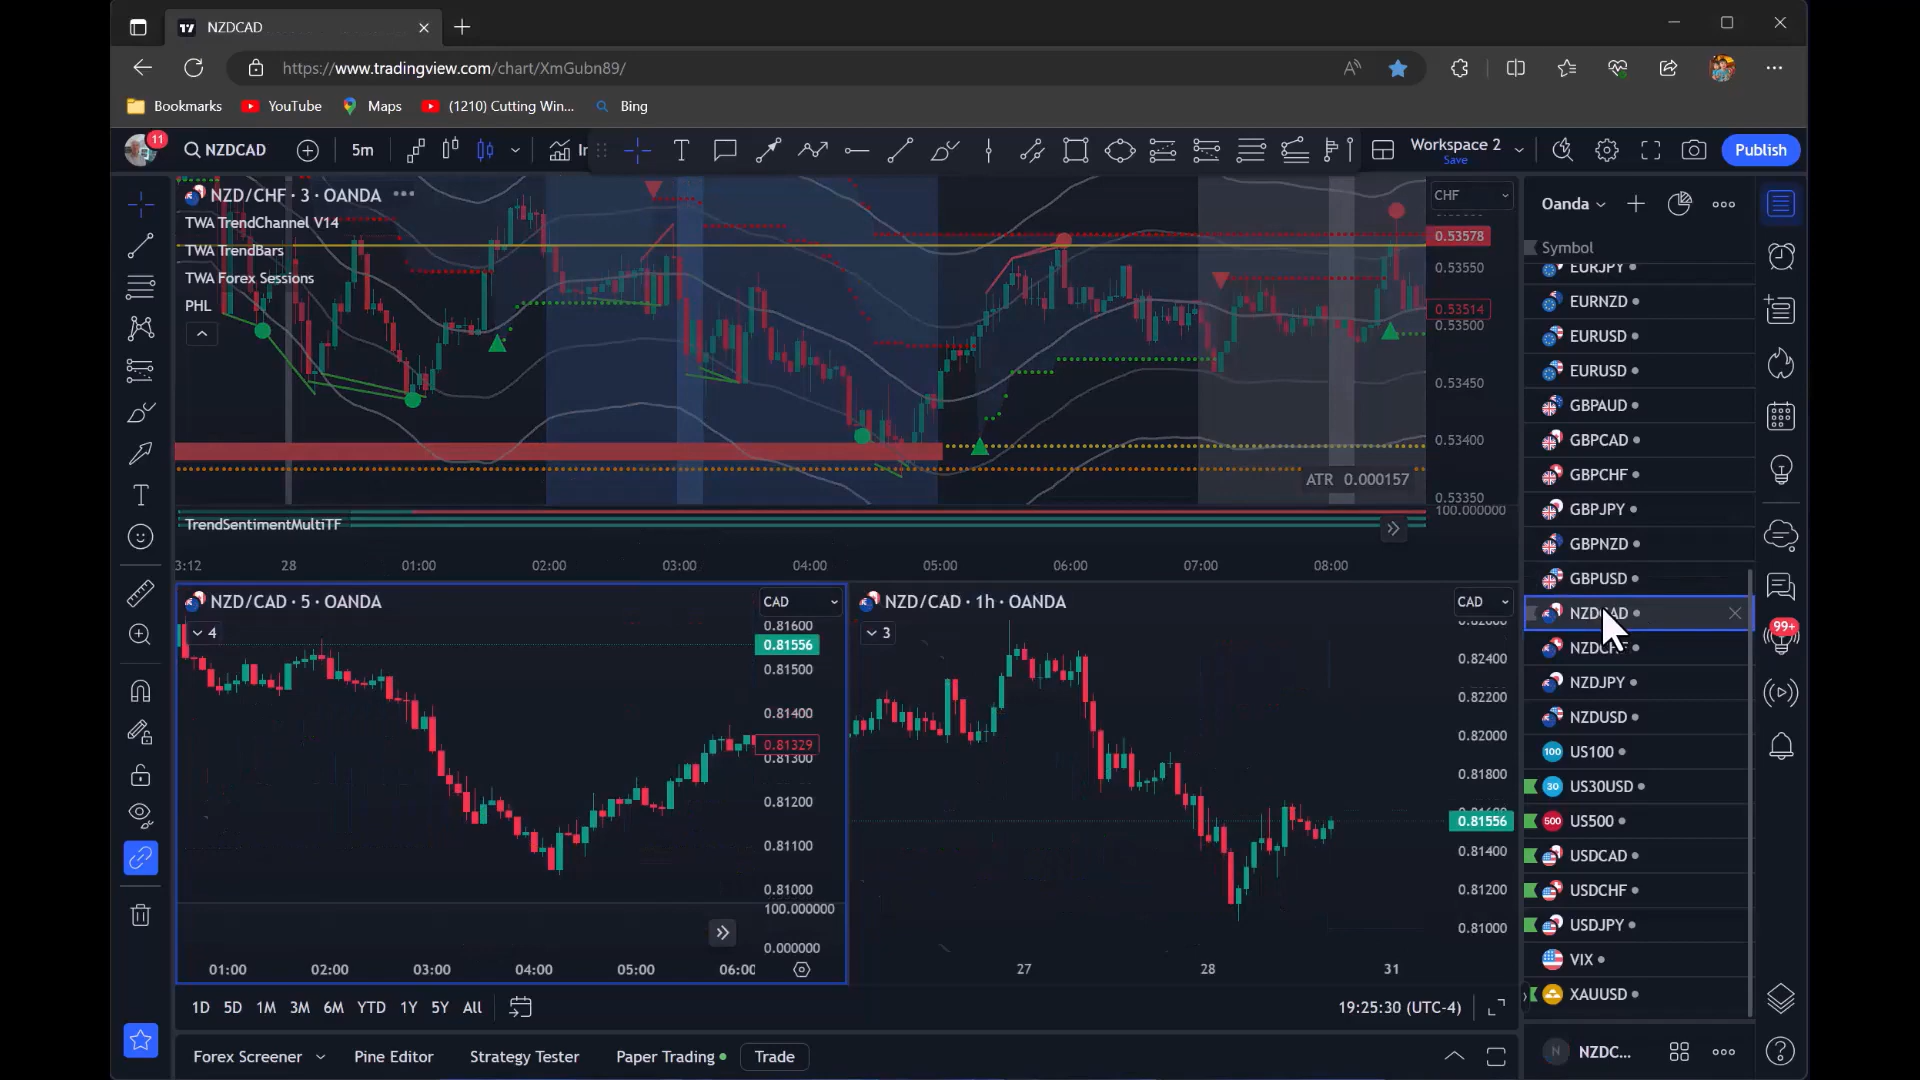 NZDCAD
https://www.tradingview.com/chart/XmGubn89/
Bookmarks YouTube Maps (1210) Cutting Win... Bing
11 NZDCAD 5m Workspace 2 Save Publish
NZD/CHF · 3 · OANDA CHF
TWA TrendChannel V14
TWA TrendBars
TWA Forex Sessions
PHL
0.53578
0.53550
0.53514
0.53500
0.53450
0.53400
0.53350
ATR 0.000157
100.000000
TrendSentimentMultiTF
3:12 28 01:00 02:00 03:00 04:00 05:00 06:00 07:00 08:00
NZD/CAD · 5 · OANDA CAD
4
0.81600
0.81556
0.81500
0.81400
0.81329
0.81300
0.81200
0.81100
0.81000
100.000000
0.000000
01:00 02:00 03:00 04:00 05:00 06:00
NZD/CAD · 1h · OANDA CAD
3
0.82400
0.82200
0.82000
0.81800
0.81556
0.81400
0.81200
0.81000
27 28 31
1D 5D 1M 3M 6M YTD 1Y 5Y All 19:25:30 (UTC-4)
Forex Screener Pine Editor Strategy Tester Paper Trading Trade
Oanda
Symbol
EURJPY
EURNZD
EURUSD
EURUSD
GBPAUD
GBPCAD
GBPCHF
GBPJPY
GBPNZD
GBPUSD
NZDCAD
NZDCHF
NZDJPY
NZDUSD
100 US100
30 US30USD
500 US500
USDCAD
USDCHF
USDJPY
VIX
XAUUSD
N NZDC...
99+